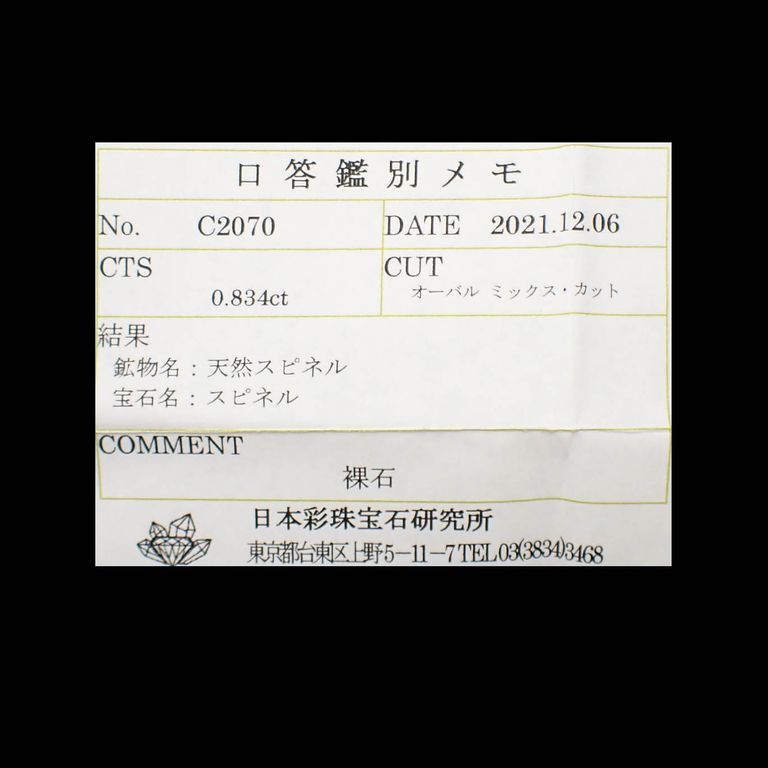 口答鑑別メモ
No. C2070 DATE 2021.12.06
CTS CUT
0.834ct オーバル ミックス・カット
結果
鉱物名：天然スピネル
宝石名：スピネル
COMMENT
裸石
日本彩珠宝石研究所
東京都台東区上野5-11-7 TEL 03(3834)3468